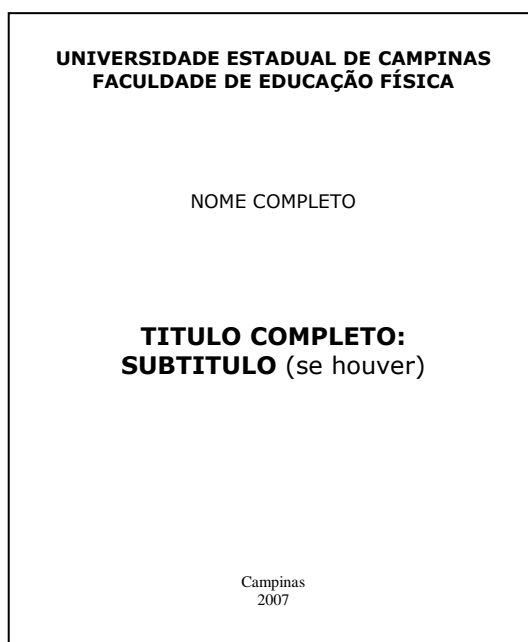 UNIVERSIDADE ESTADUAL DE CAMPINAS
FACULDADE DE EDUCAÇÃO FÍSICA
NOME COMPLETO
TITULO COMPLETO:
SUBTITULO (se houver)
Campinas
2007